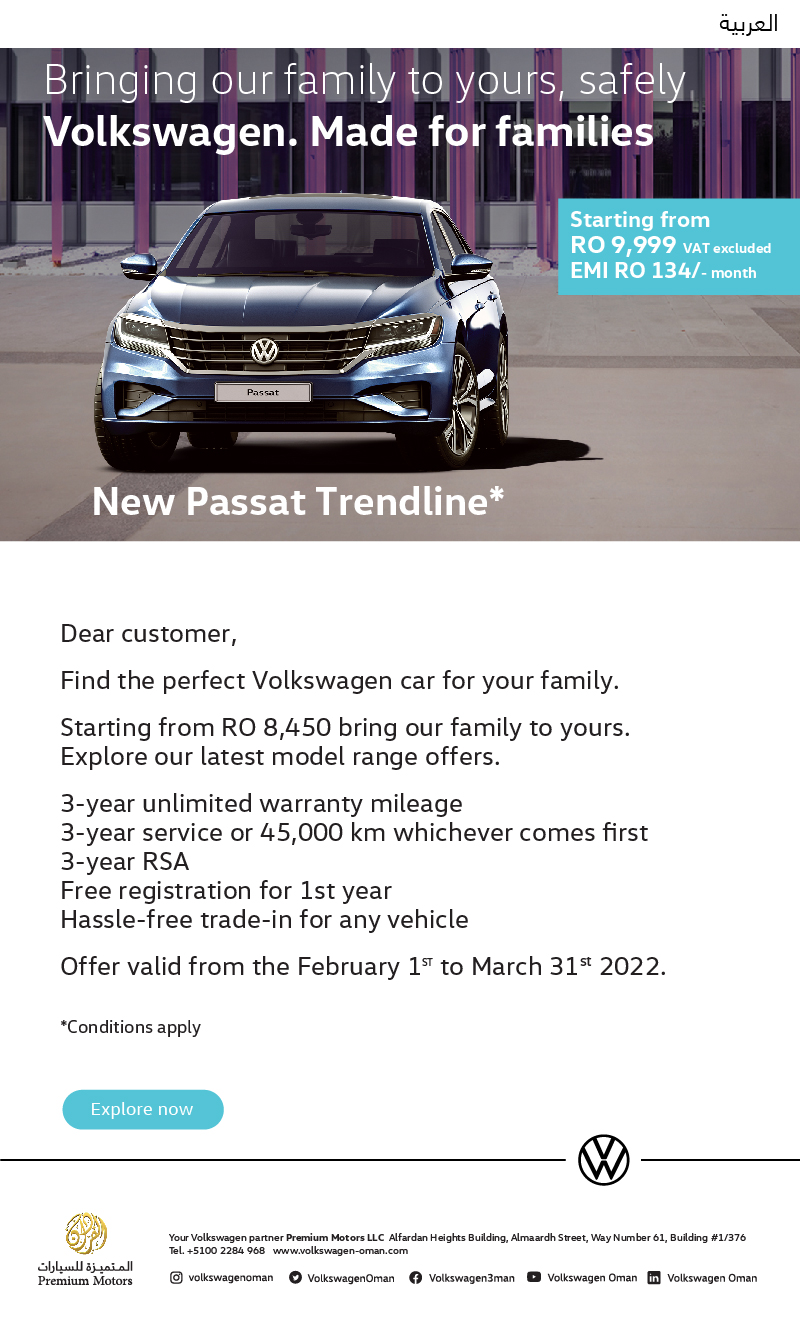 العربية
Bringing our family to yours, safely
Volkswagen. Made for families
Starting from
RO 9,999 VAT excluded
EMI RO 134/- month
Passat
New Passat Trendline*
Dear customer,
Find the perfect Volkswagen car for your family.
Starting from RO 8,450 bring our family to yours.
Explore our latest model range offers.
3-year unlimited warranty mileage
3-year service or 45,000 km whichever comes first
3-year RSA
Free registration for 1st year
Hassle-free trade-in for any vehicle
Offer valid from the February 1ST to March 31st 2022.
*Conditions apply
Explore now
المتميزة للسيارات
Premium Motors
Your Volkswagen partner Premium Motors LLC Alfardan Heights Building, Almaardh Street, Way Number 61, Building #1/376
Tel. +5100 2284 968 www.volkswagen-oman.com
volkswagenoman VolkswagenOman Volkswagen3man Volkswagen Oman Volkswagen Oman